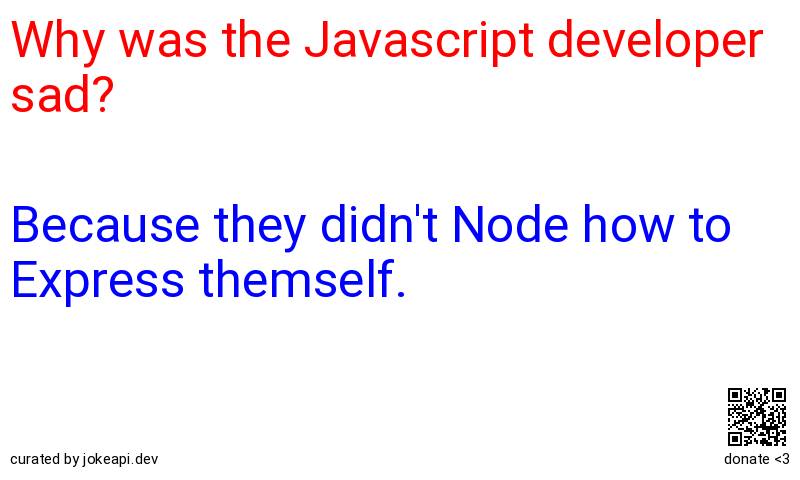 Why was the Javascript developer
sad?
Because they didn't Node how to
Express themself.
curated by jokeapi.dev
donate <3